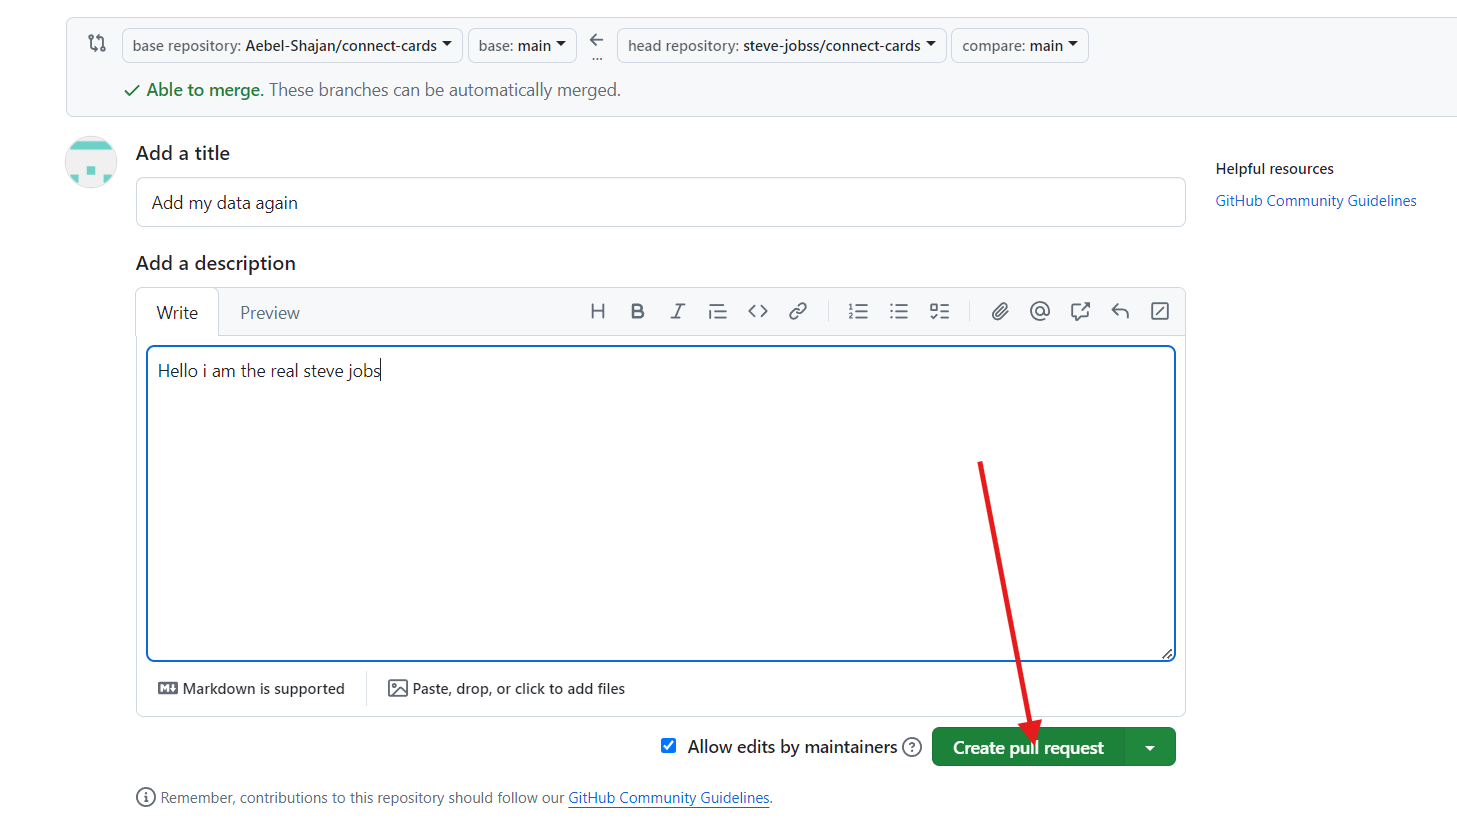 base repository: Aebel-Shajan/connect-cards base: main ... head repository: steve-jobss/connect-cards compare: main
Able to merge. These branches can be automatically merged.
Add a title
Helpful resources
Add my data again
GitHub Community Guidelines
Add a description
Write Preview
Hello i am the real steve jobs
Markdown is supported Paste, drop, or click to add files
Allow edits by maintainers Create pull request
Remember, contributions to this repository should follow our GitHub Community Guidelines.